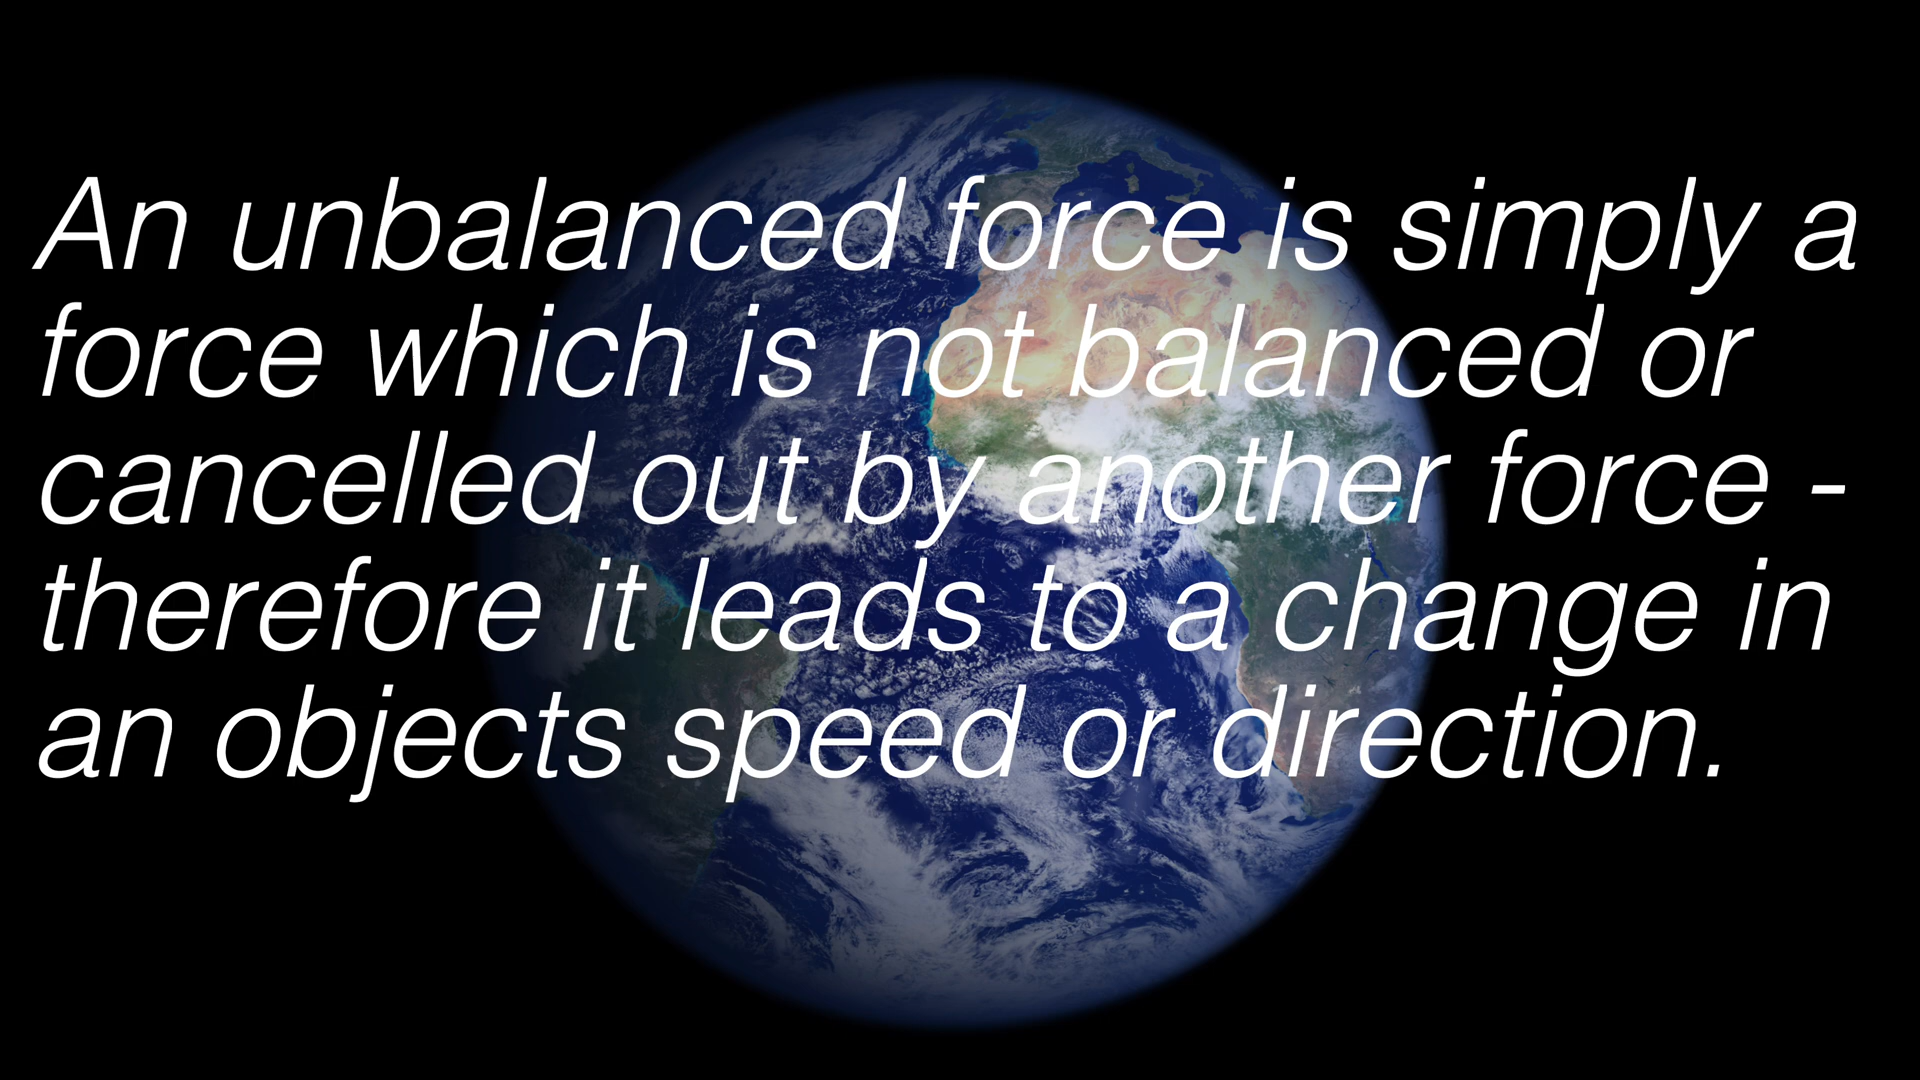 An unbalanced force is simply a
force which is not balanced or
cancelled out by another force -
therefore it leads to a change in
an objects speed or direction.